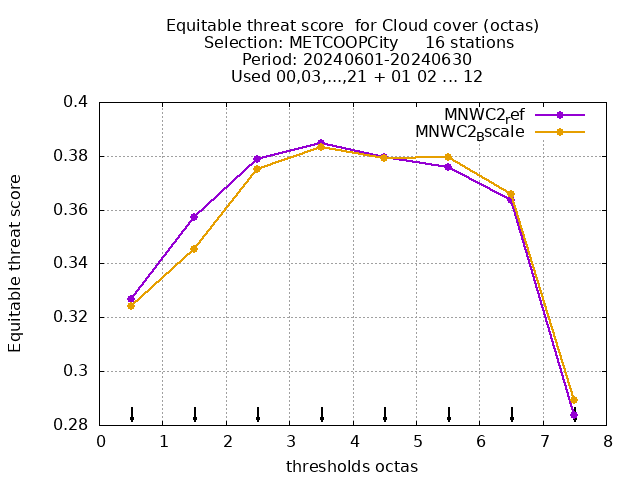 Equitable threat score  for Cloud cover (octas)
Selection: METCOOPCity     16 stations
Period: 20240601-20240630
Used 00,03,...,21 + 01 02 ... 12
MNWC2ref
MNWC2Bscale
0.4
0.38
0.36
0.34
0.32
0.3
0.28
Equitable threat score
0 1 2 3 4 5 6 7 8
thresholds octas